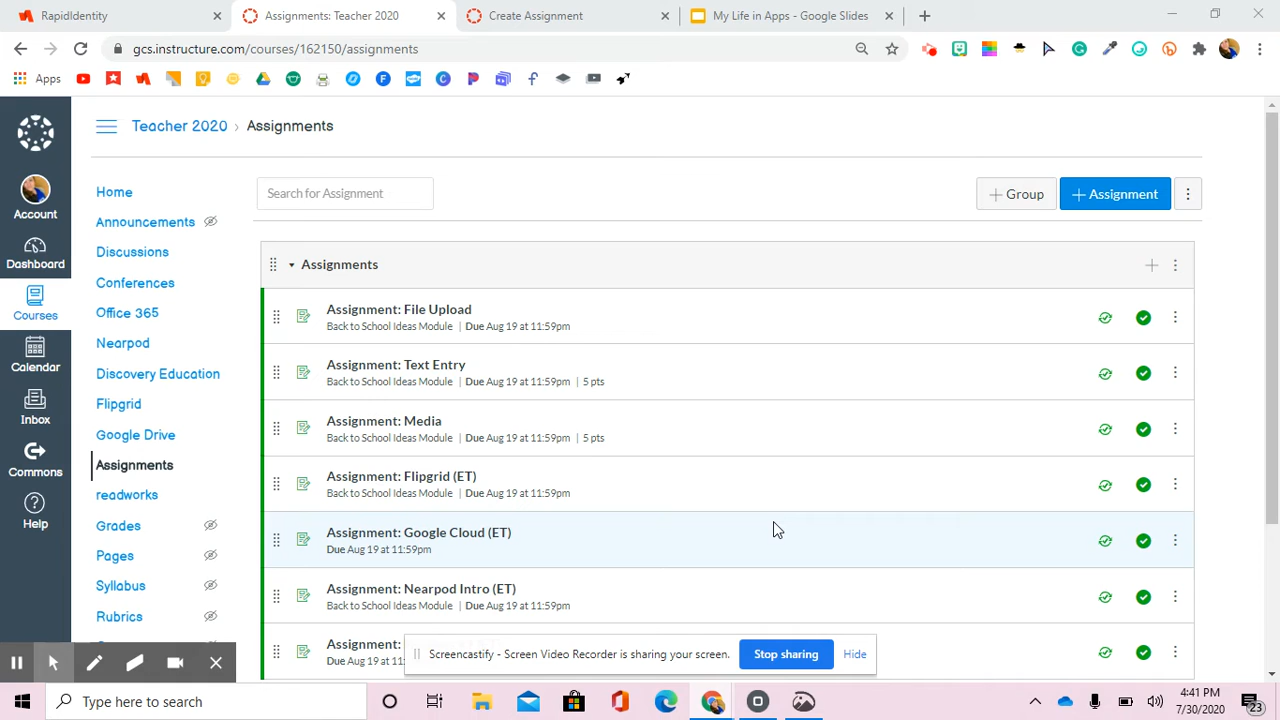 RapidIdentity
Assignments: Teacher 2020
Create Assignment
My Life in Apps - Google Slides
gcs.instructure.com/courses/162150/assignments
Apps
Teacher 2020 › Assignments
Account
Dashboard
Courses
Calendar
Inbox
Commons
Help
Home
Announcements
Discussions
Conferences
Office 365
Nearpod
Discovery Education
Flipgrid
Google Drive
Assignments
readworks
Grades
Pages
Syllabus
Rubrics
Search for Assignment
+ Group
+ Assignment
Assignments
Assignment: File Upload
Back to School Ideas Module | Due Aug 19 at 11:59pm
Assignment: Text Entry
Back to School Ideas Module | Due Aug 19 at 11:59pm | 5 pts
Assignment: Media
Back to School Ideas Module | Due Aug 19 at 11:59pm | 5 pts
Assignment: Flipgrid (ET)
Back to School Ideas Module | Due Aug 19 at 11:59pm
Assignment: Google Cloud (ET)
Due Aug 19 at 11:59pm
Assignment: Nearpod Intro (ET)
Back to School Ideas Module | Due Aug 19 at 11:59pm
Assignment:
Due Aug 19 at 11:
Screencastify - Screen Video Recorder is sharing your screen.
Stop sharing
Hide
Type here to search
4:41 PM
7/30/2020
23